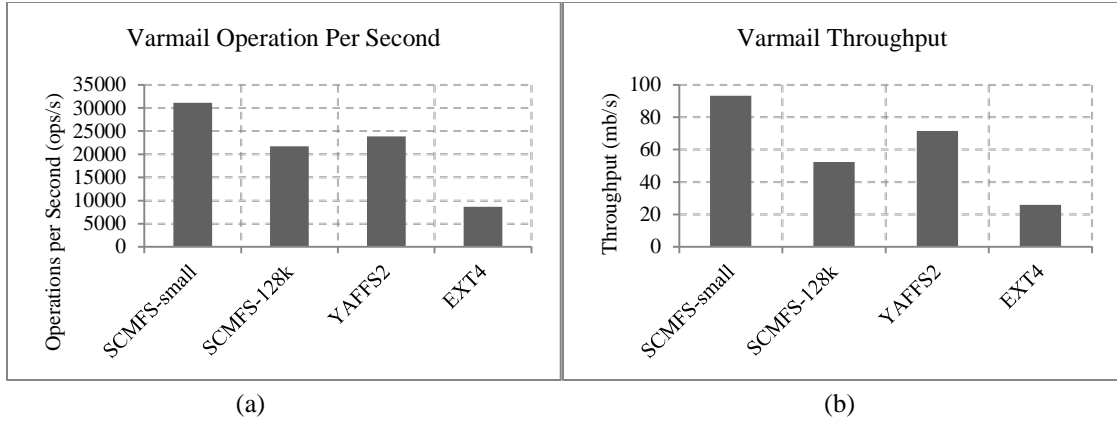 Varmail Operation Per Second
Operations per Second (ops/s)
35000
30000
25000
20000
15000
10000
5000
0
SCMFS-small
SCMFS-128k
YAFFS2
EXT4
(a)
Varmail Throughput
Throughput (mb/s)
100
80
60
40
20
0
SCMFS-small
SCMFS-128k
YAFFS2
EXT4
(b)